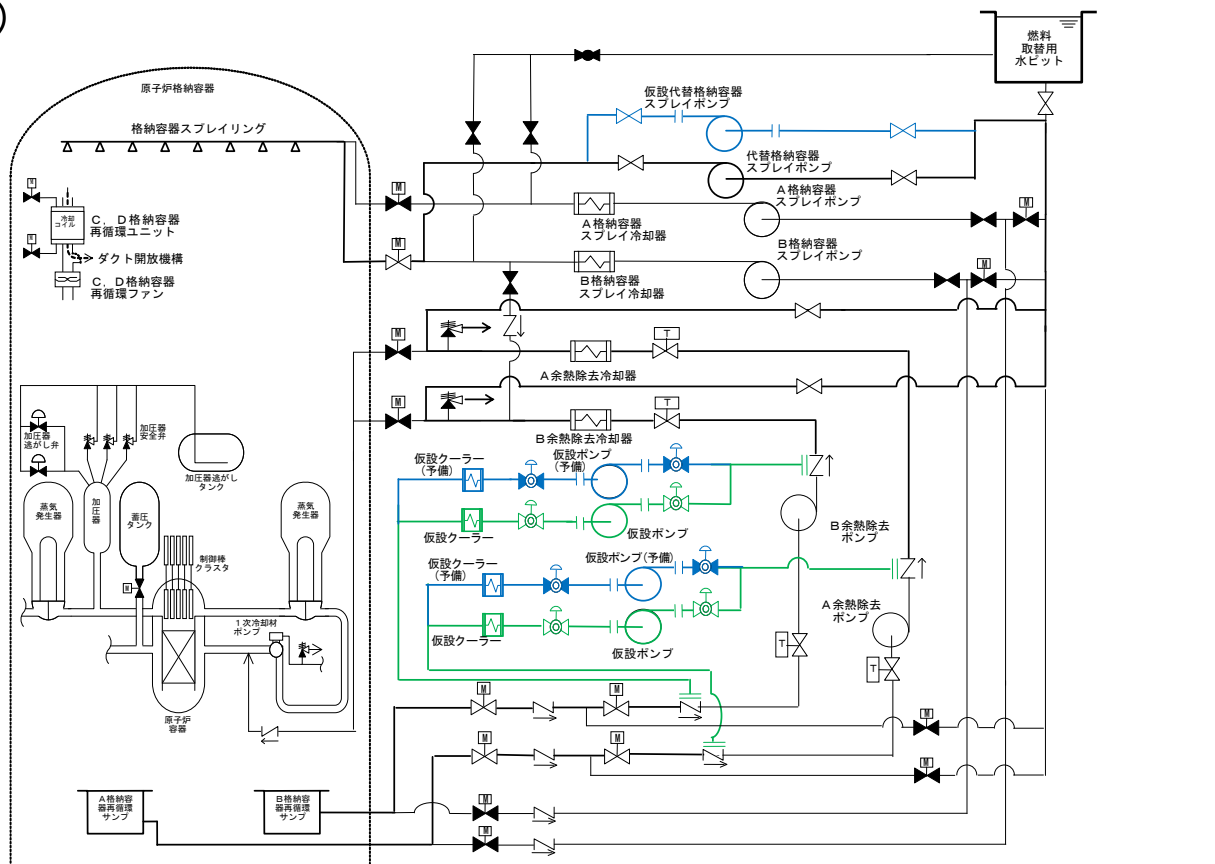 )
燃料
取替用
水ピット
原子炉格納容器
格納容器スプレイリング
仮設代替格納容器
スプレイポンプ
代替格納容器
スプレイポンプ
M
A格納容器
スプレイポンプ
M
M
冷却
コイル
C，D格納容器
再循環ユニット
A格納容器
スプレイ冷却器
M
M
B格納容器
スプレイポンプ
M
ダクト開放機構
C，D格納容器
再循環ファン
B格納容器
スプレイ冷却器
M
T
A余熱除去冷却器
M
T
B余熱除去冷却器
加圧器
逃がし弁
加圧器
安全弁
加圧器逃がし
タンク
仮設クーラー
（予備）
仮設ポンプ
（予備）
蒸気
発生器
加
圧
器
蓄圧
タンク
蒸気
発生器
仮設クーラー
仮設ポンプ
B余熱除去
ポンプ
制御棒
クラスタ
M
仮設クーラー
（予備）
仮設ポンプ（予備）
A余熱除去
ポンプ
1次冷却材
ポンプ
仮設クーラー
仮設ポンプ
T
T
原子炉
容器
M
M
M
M
M
M
A格納容
器再循環
サンプ
B格納容
器再循環
サンプ
M
M